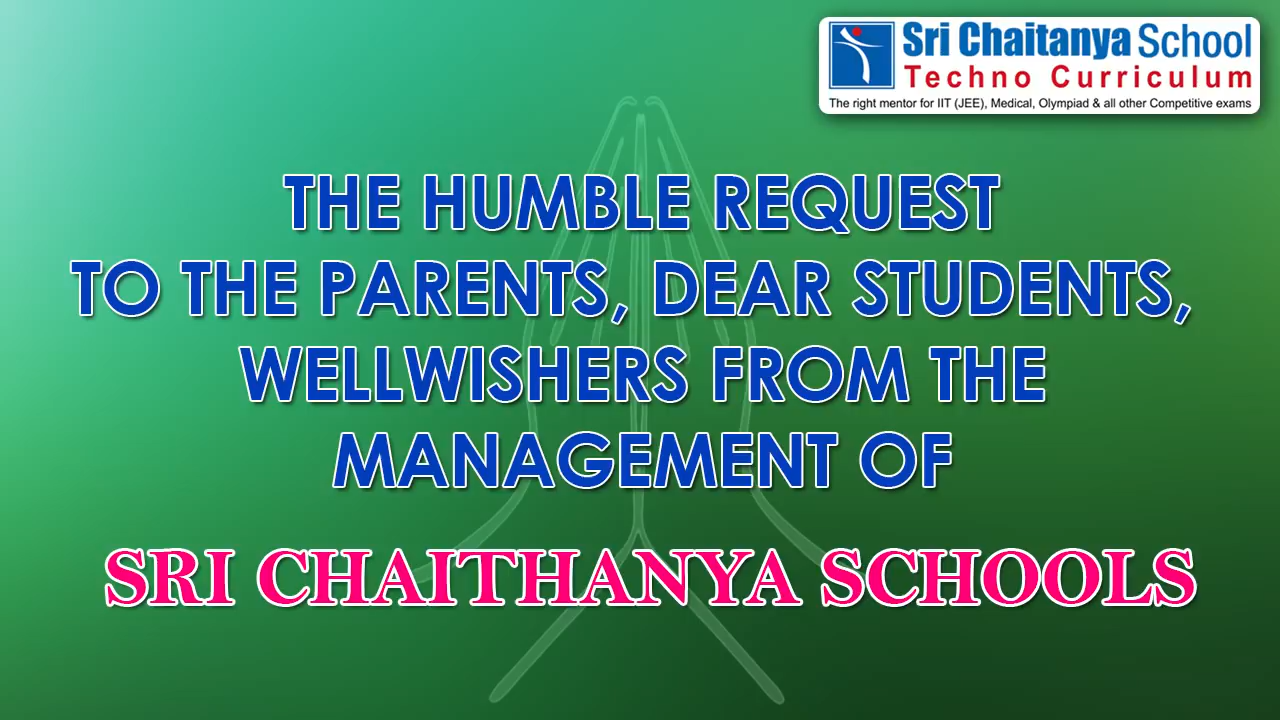 Sri Chaitanya School
Techno Curriculum
The right mentor for IIT (JEE), Medical, Olympiad & all other Competitive exams
THE HUMBLE REQUEST
TO THE PARENTS, DEAR STUDENTS,
WELLWISHERS FROM THE
MANAGEMENT OF
SRI CHAITHANYA SCHOOLS